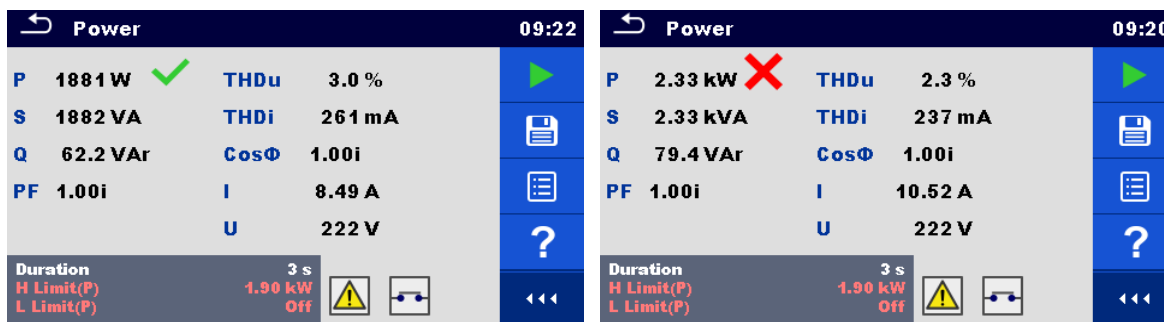 Power 09:22
P 1881 W THDu 3.0 %
S 1882 VA THDi 261 mA
Q 62.2 VAr CosΦ 1.00i
PF 1.00i I 8.49 A
U 222 V
Duration 3 s
H Limit(P) 1.90 kW
L Limit(P) Off
?
Power 09:20
P 2.33 kW THDu 2.3 %
S 2.33 kVA THDi 237 mA
Q 79.4 VAr CosΦ 1.00i
PF 1.00i I 10.52 A
U 222 V
Duration 3 s
H Limit(P) 1.90 kW
L Limit(P) Off
?